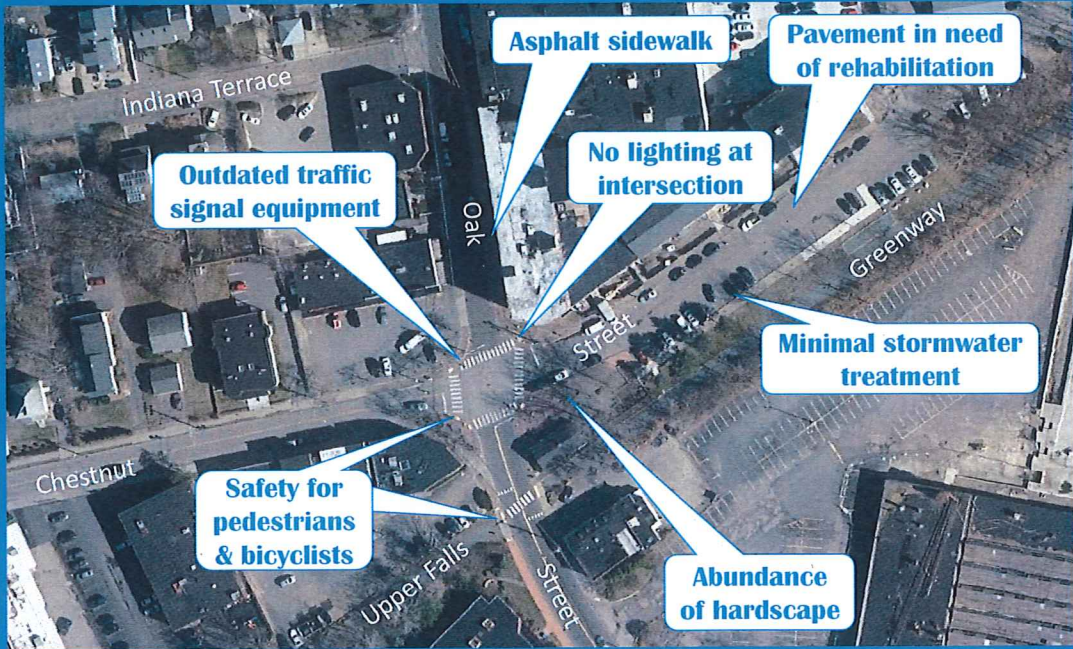 Asphalt sidewalk
Pavement in need
of rehabilitation
Indiana Terrace
Outdated traffic
signal equipment
No lighting at
intersection
Oak
Greenway
Street
Minimal stormwater
treatment
Chestnut
Safety for
pedestrians
& bicyclists
Upper Falls
Street
Abundance
of hardscape